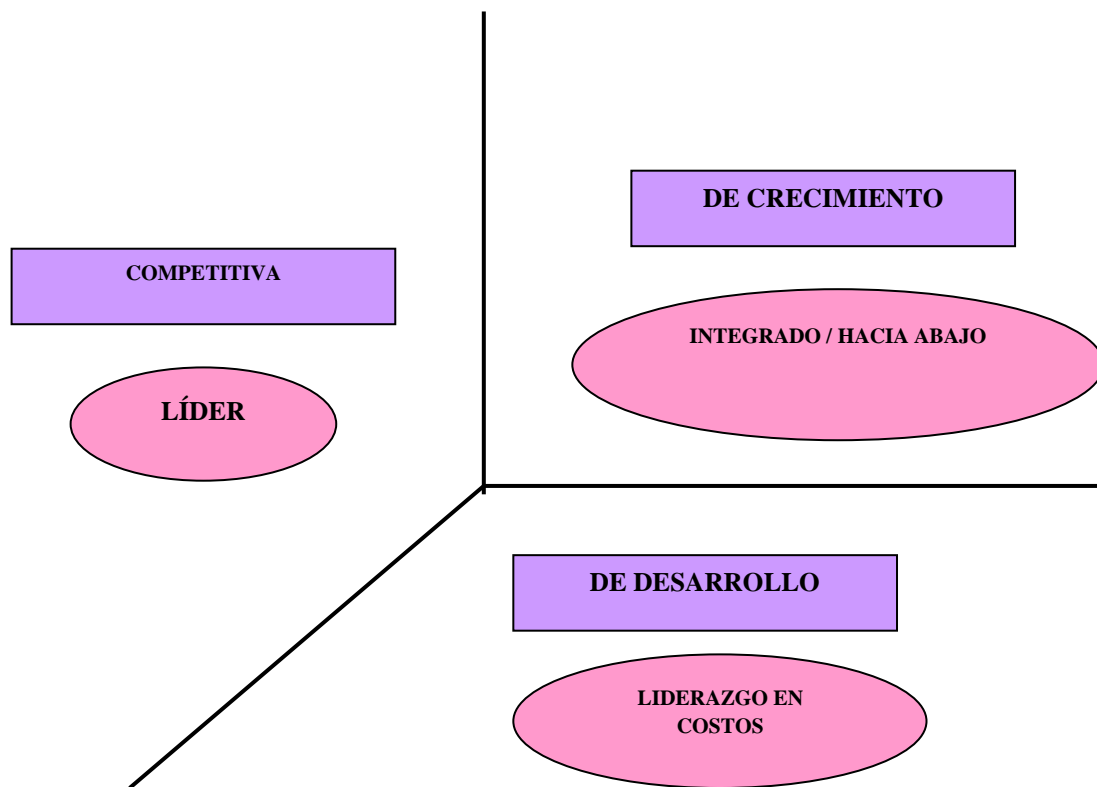 DE CRECIMIENTO
COMPETITIVA
INTEGRADO / HACIA ABAJO
LÍDER
DE DESARROLLO
LIDERAZGO EN
COSTOS